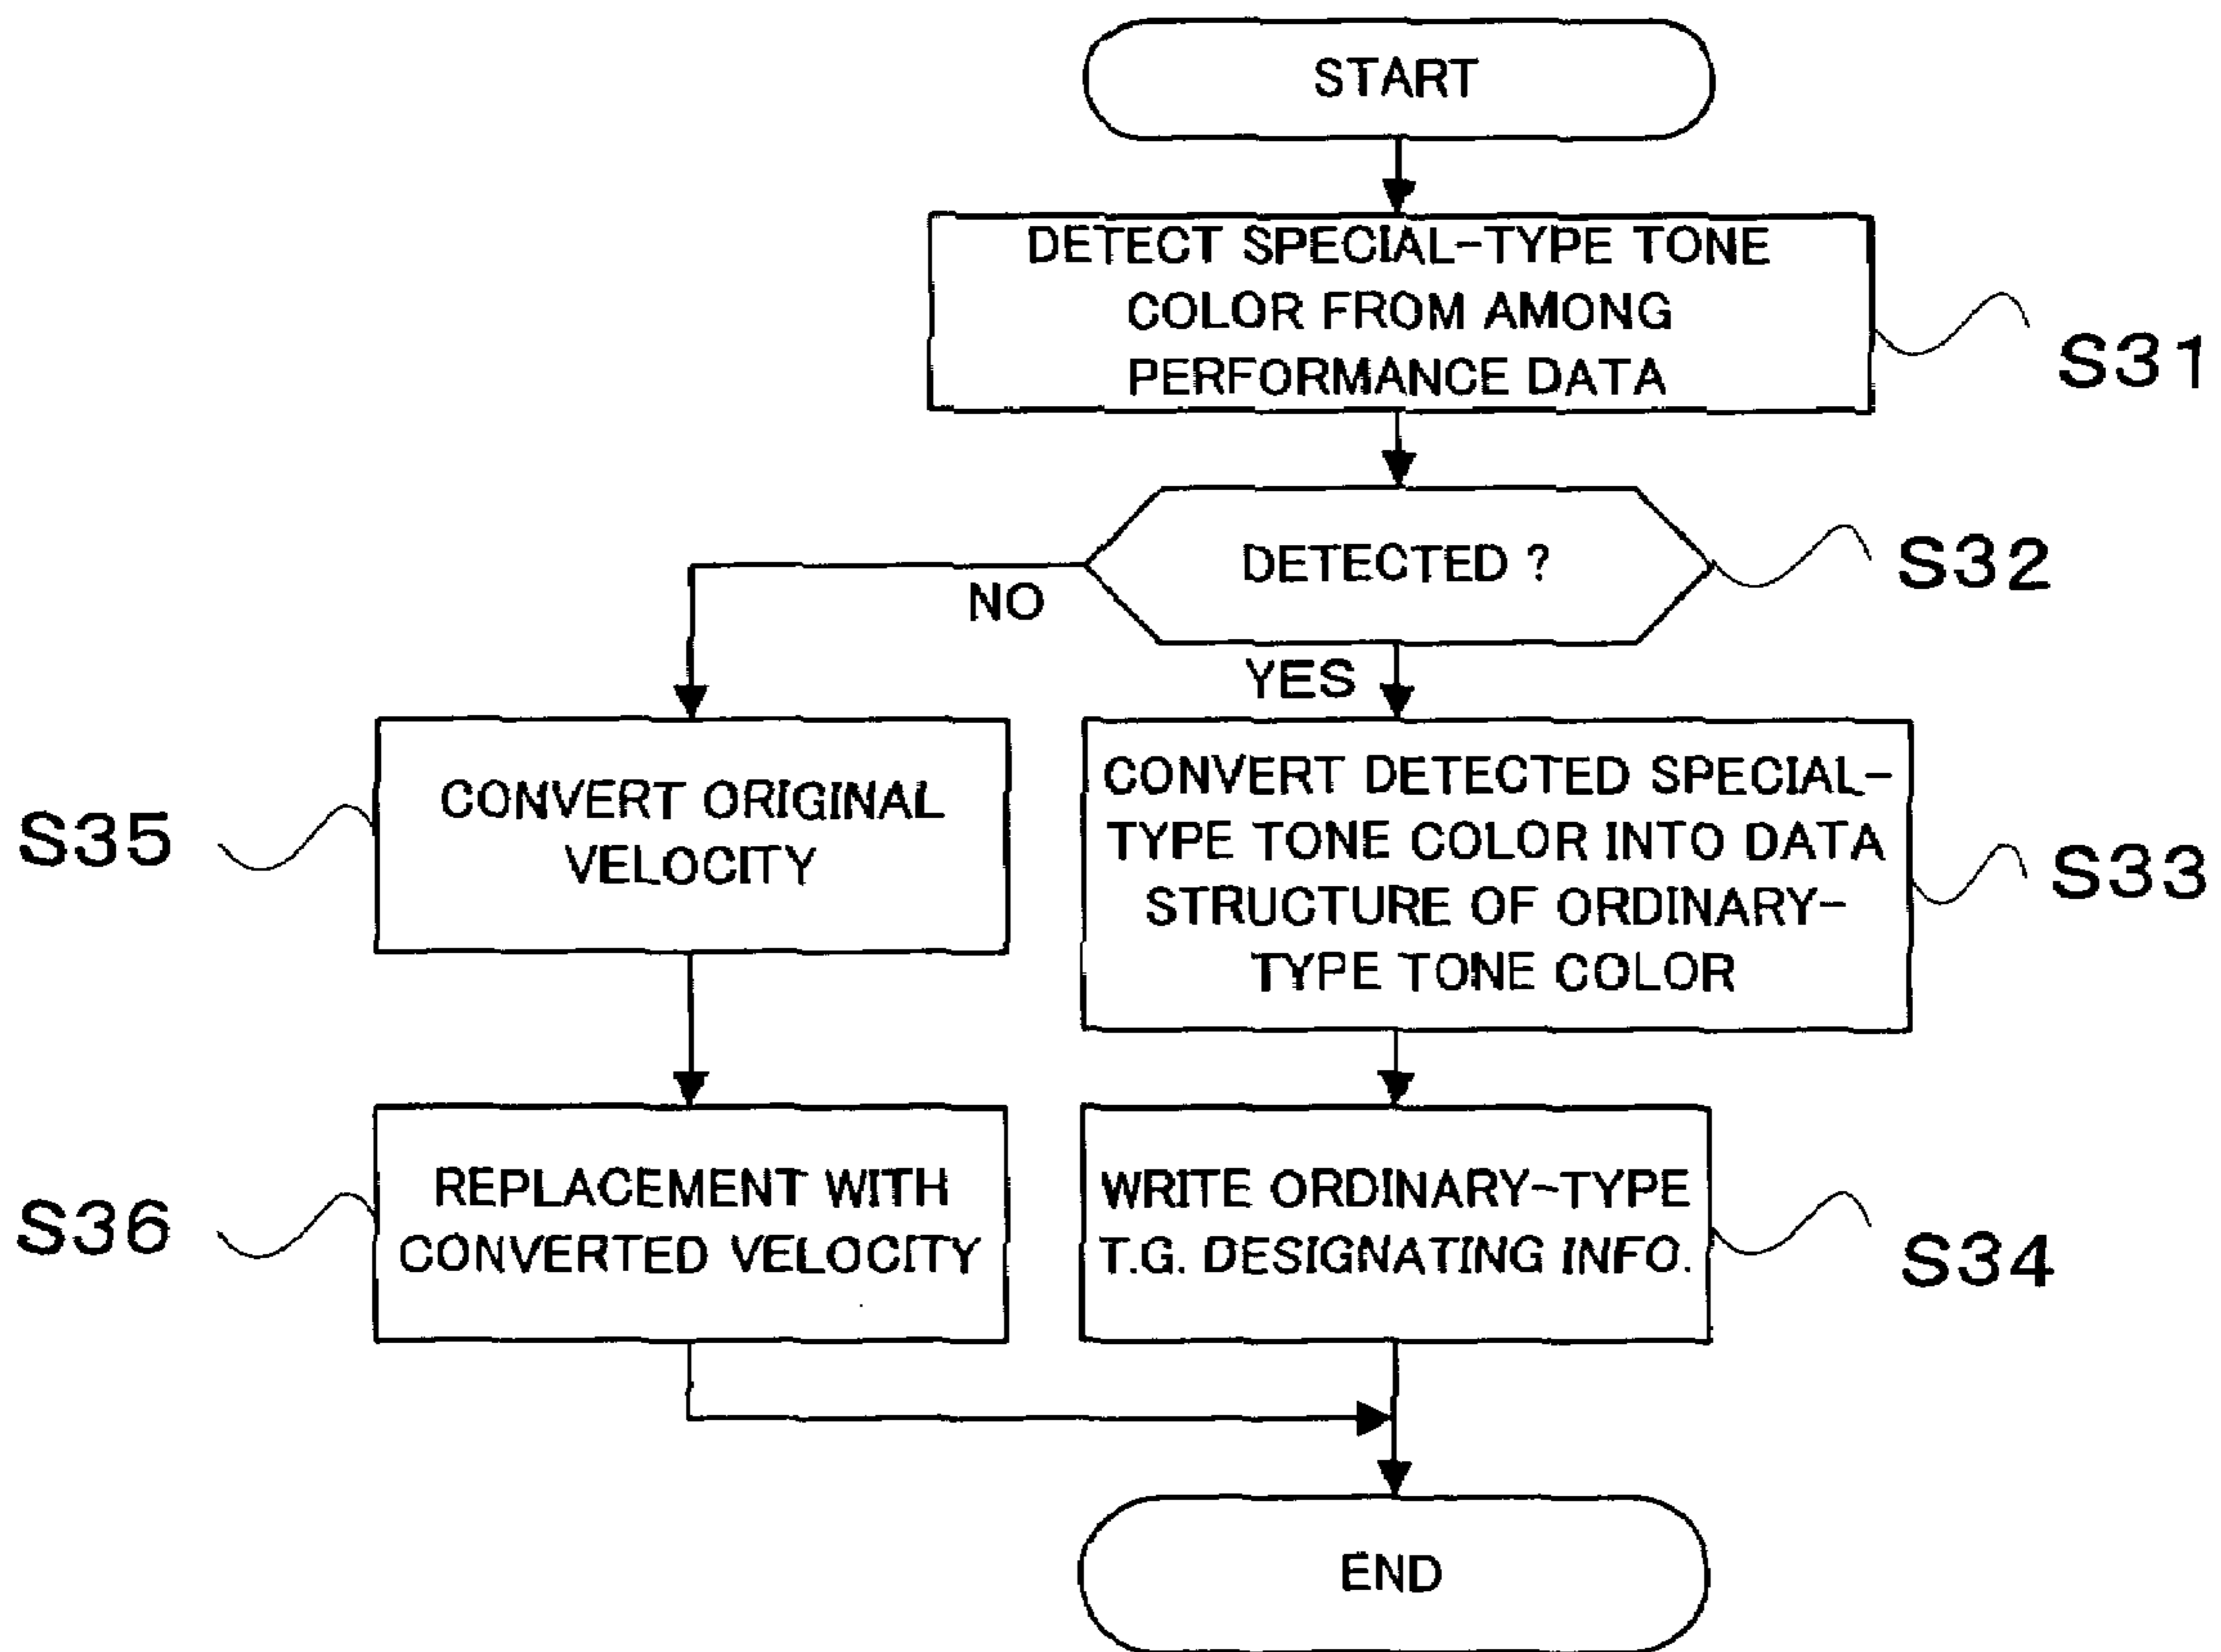 START
DETECT SPECIAL-TYPE TONE
COLOR FROM AMONG
PERFORMANCE DATA
S31
DETECTED ?
S32
NO
YES
CONVERT ORIGINAL
VELOCITY
S35
CONVERT DETECTED SPECIAL-
TYPE TONE COLOR INTO DATA
STRUCTURE OF ORDINARY-
TYPE TONE COLOR
S33
REPLACEMENT WITH
CONVERTED VELOCITY
S36
WRITE ORDINARY-TYPE
T.G. DESIGNATING INFO.
S34
END